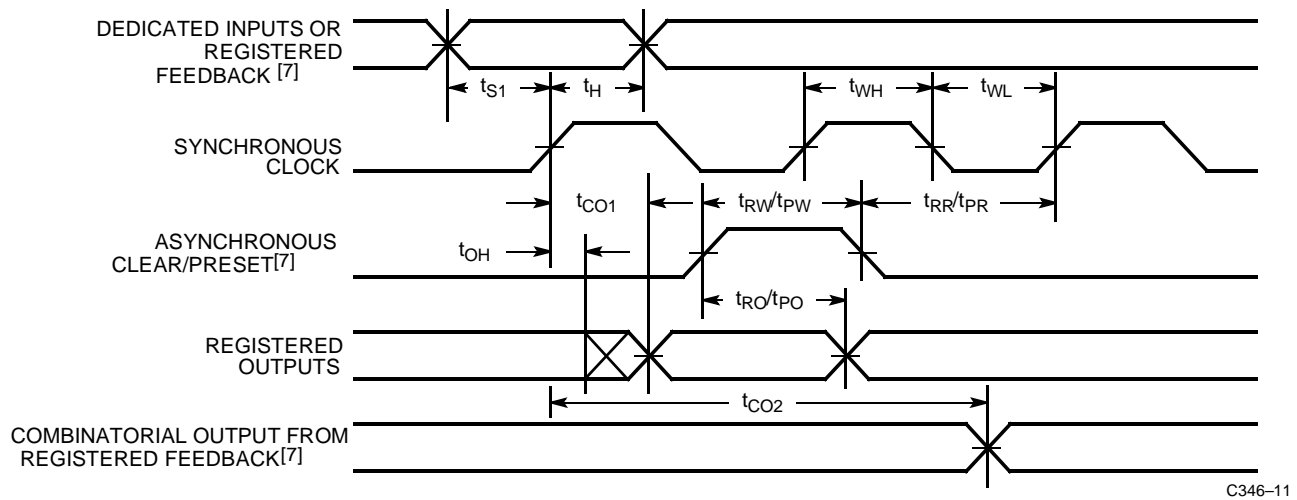 DEDICATED INPUTS OR
REGISTERED
FEEDBACK [7]
tS1
tH
tWH
tWL
SYNCHRONOUS
CLOCK
tCO1
tRW/tPW
tRR/tPR
ASYNCHRONOUS
CLEAR/PRESET[7]
tOH
tRO/tPO
REGISTERED
OUTPUTS
tCO2
COMBINATORIAL OUTPUT FROM
REGISTERED FEEDBACK[7]
C346–11